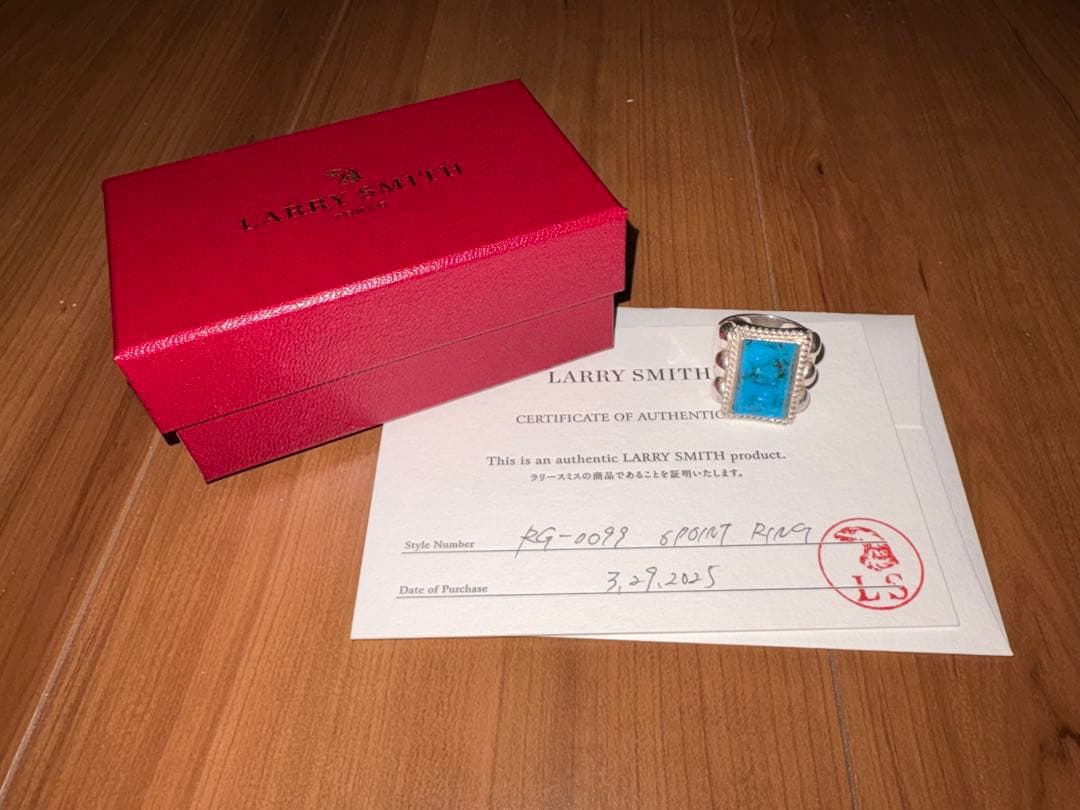 LARRY SMITH
LARRY SMITH
CERTIFICATE OF
This is an authentic LARRY SMITH product.
ラリースミスの商品であることを証明いたします。
Style Number RG-0099 6POINT RING
Date of Purchase 3,29,2025
LS